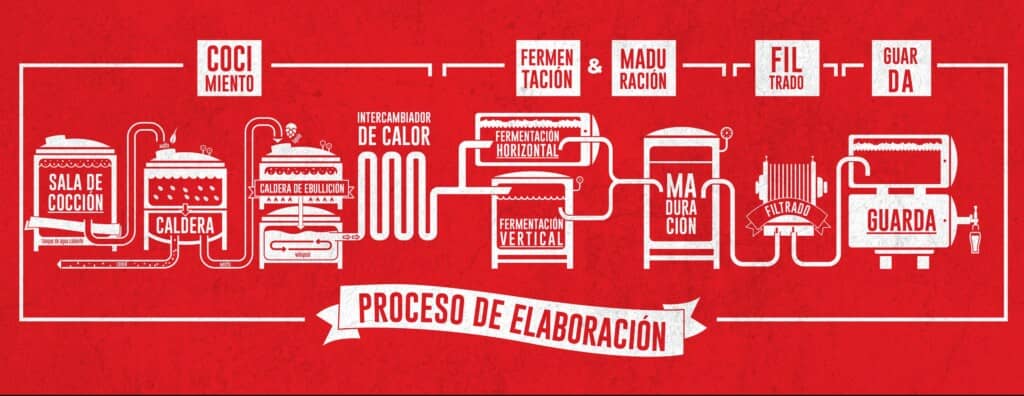 COCI
MIENTO
FERMEN
TACIÓN
&
MADU
RACIÓN
FIL
TRADO
GUAR
DA
INTERCAMBIADOR
DE CALOR
SALA DE
COCCIÓN
tanque de agua caliente
CALDERA
CALDERA DE EBULLICIÓN
whirpool
FERMENTACIÓN
HORIZONTAL
FERMENTACIÓN
VERTICAL
MA
DURA
CIÓN
FILTRADO
GUARDA
PROCESO DE ELABORACIÓN